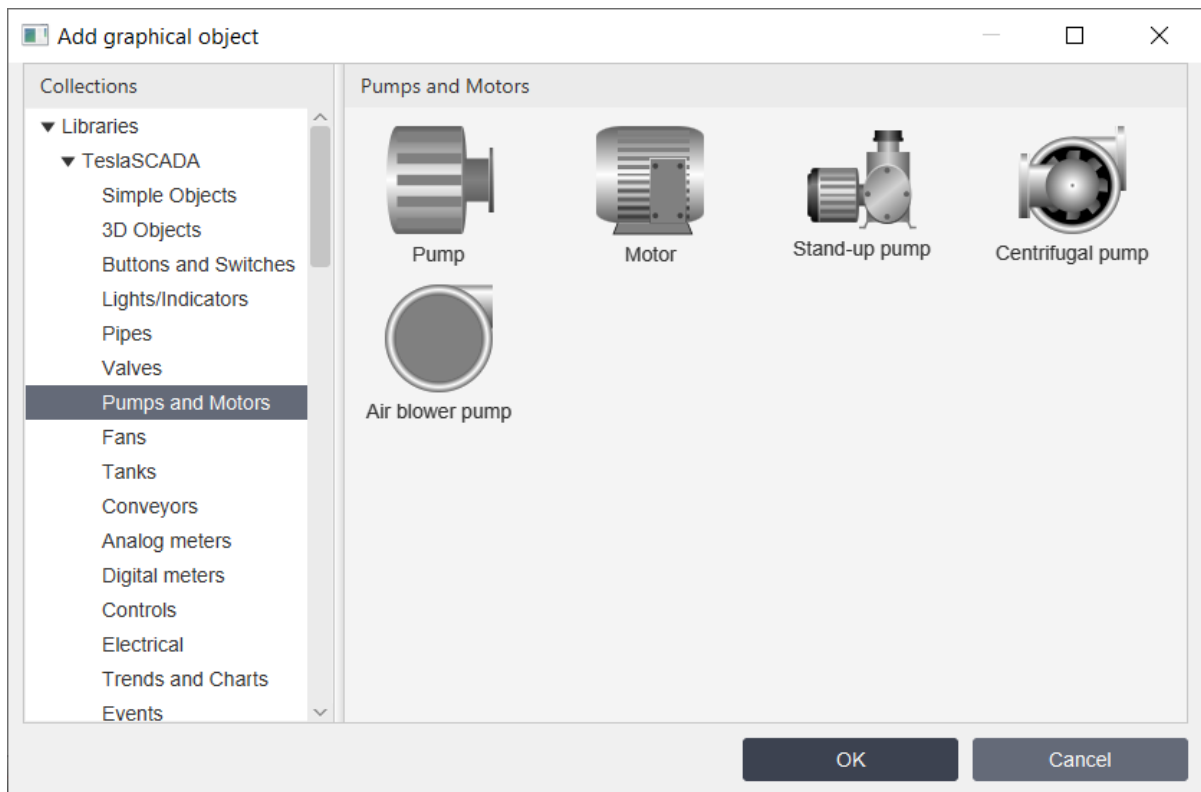 Add graphical object
Collections
Libraries
TeslaSCADA
Simple Objects
3D Objects
Buttons and Switches
Lights/Indicators
Pipes
Valves
Pumps and Motors
Fans
Tanks
Conveyors
Analog meters
Digital meters
Controls
Electrical
Trends and Charts
Events
Pumps and Motors
Pump
Motor
Stand-up pump
Centrifugal pump
Air blower pump
OK
Cancel